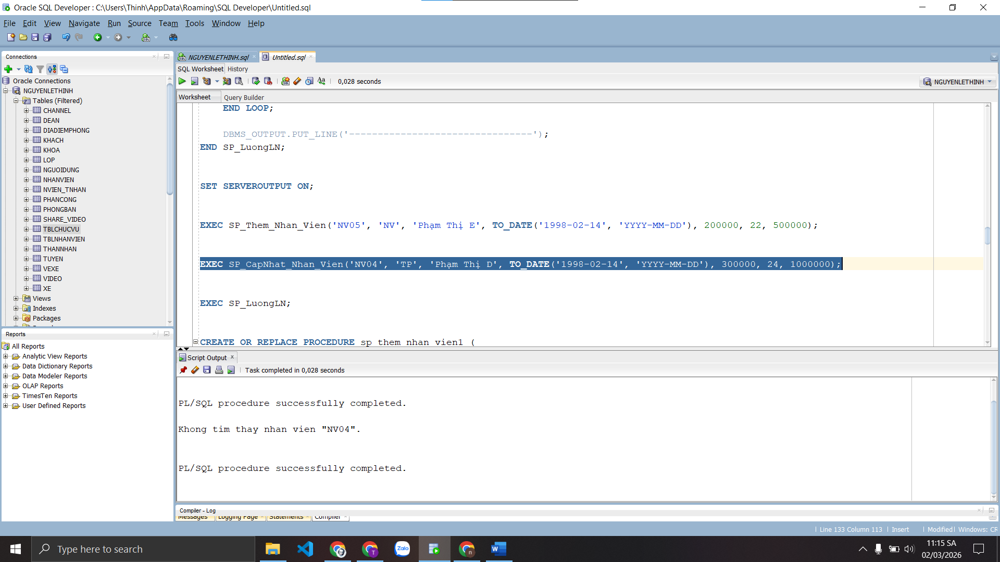 Oracle SQL Developer : C:\Users\Thinh\AppData\Roaming\SQL Developer\Untitled.sql
File Edit View Navigate Run Source Team Tools Window Help
Connections
Oracle Connections
NGUYENLETHINH
Tables (Filtered)
CHANNEL
DEAN
DIADIEMPHONG
KHACH
KHOA
LOP
NGUOIDUNG
NHANVIEN
NVIEN_TNHAN
PHANCONG
PHONGBAN
SHARE_VIDEO
TBLCHUCVU
TBLNHANVIEN
THANNHAN
TUYEN
VEXE
VIDEO
XE
Views
Indexes
Packages
Reports
All Reports
Analytic View Reports
Data Dictionary Reports
Data Modeler Reports
OLAP Reports
TimesTen Reports
User Defined Reports
NGUYENLETHINH.sql Untitled.sql
SQL Worksheet History
0,028 seconds
NGUYENLETHINH
Worksheet Query Builder
END LOOP;
DBMS_OUTPUT.PUT_LINE('--------------------------------');
END SP_LuongLN;
SET SERVEROUTPUT ON;
EXEC SP_Them_Nhan_Vien('NV05', 'NV', 'Phạm Thị E', TO_DATE('1998-02-14', 'YYYY-MM-DD'), 200000, 22, 500000);
EXEC SP_CapNhat_Nhan_Vien('NV04', 'TP', 'Phạm Thị D', TO_DATE('1998-02-14', 'YYYY-MM-DD'), 300000, 24, 1000000);
EXEC SP_LuongLN;
CREATE OR REPLACE PROCEDURE sp_them_nhan_vien1 (
Script Output
Task completed in 0,028 seconds
PL/SQL procedure successfully completed.
Khong tim thay nhan vien "NV04".
PL/SQL procedure successfully completed.
Compiler - Log
Messages Logging Page Statements Compiler
Line 133 Column 113 Insert Modified Windows: CR
Type here to search
Zalo
11:15 SA
02/03/2026